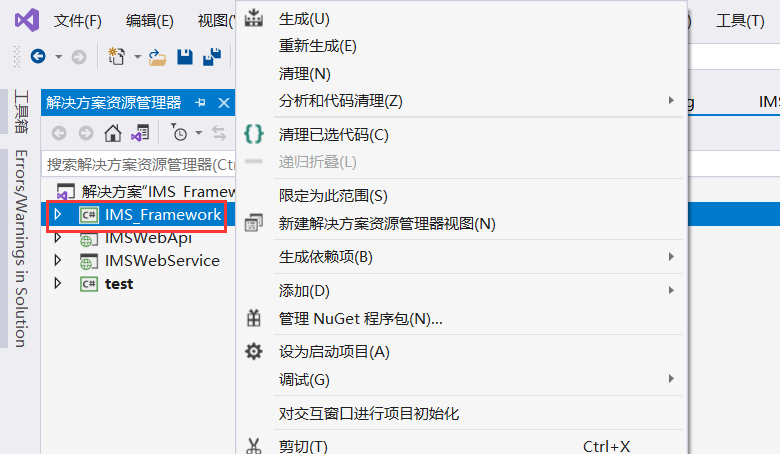 文件(F) 编辑(E) 视图(V 工具(T)
工具箱
Errors/Warnings in Solution
解决方案资源管理器
搜索解决方案资源管理器(Ctr
解决方案"IMS_Framew
C# IMS_Framework
IMSWebApi
IMSWebService
C# test
生成(U)
重新生成(E)
清理(N)
分析和代码清理(Z)
清理已选代码(C)
递归折叠(L)
限定为此范围(S)
新建解决方案资源管理器视图(N)
生成依赖项(B)
添加(D)
管理 NuGet 程序包(N)...
设为启动项目(A)
调试(G)
对交互窗口进行项目初始化
剪切(T) Ctrl+X
g IMS